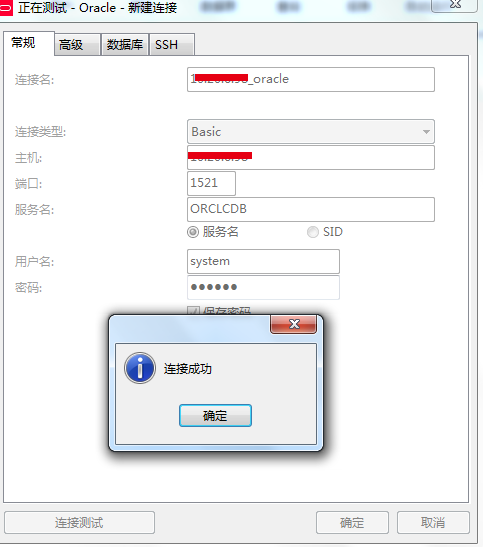 正在测试 - Oracle - 新建连接
常规 高级 数据库 SSH
连接名: _oracle
连接类型: Basic
主机:
端口: 1521
服务名: ORCLCDB
服务名 SID
用户名: system
密码: ●●●●●●
保存密码
连接成功
确定
连接测试 确定 取消